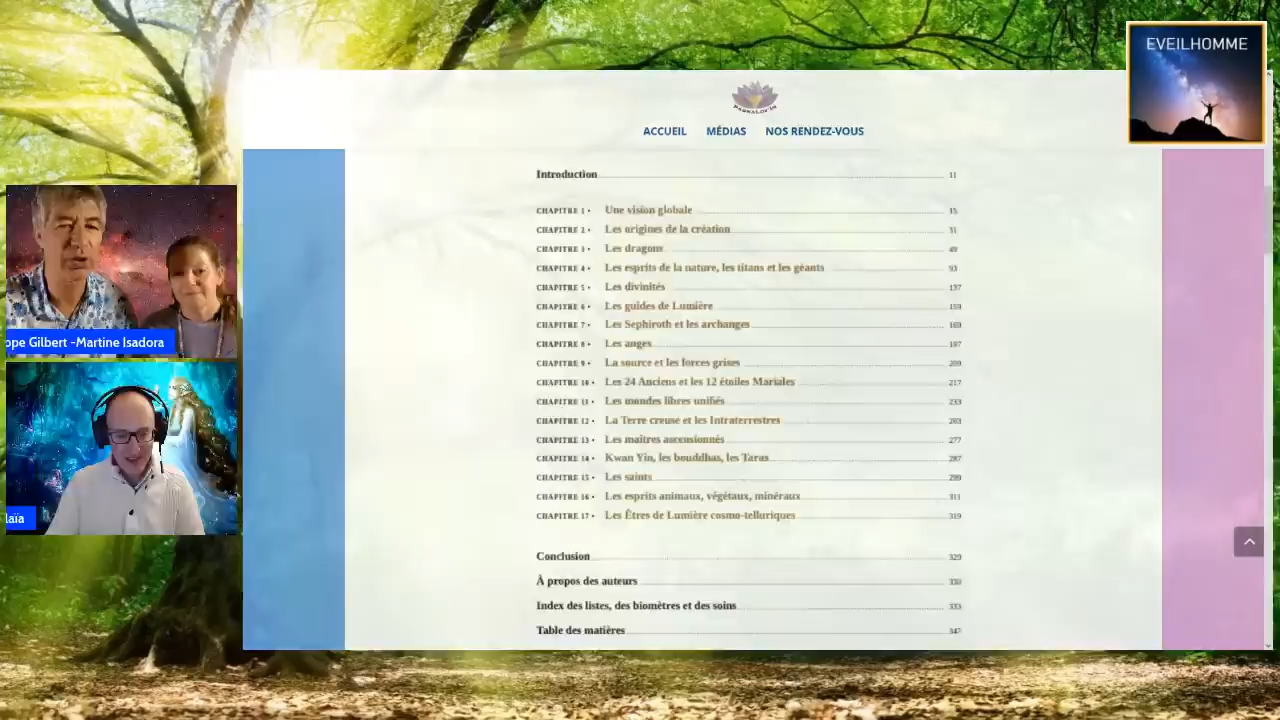 EVEILHOMME
PARSALOV'IN
ACCUEIL MÉDIAS NOS RENDEZ-VOUS
Introduction 11
CHAPITRE 1 • Une vision globale 15
CHAPITRE 2 • Les origines de la création 31
CHAPITRE 3 • Les dragons 49
CHAPITRE 4 • Les esprits de la nature, les titans et les géants 93
CHAPITRE 5 • Les divinités 137
CHAPITRE 6 • Les guides de Lumière 159
CHAPITRE 7 • Les Sephiroth et les archanges 169
CHAPITRE 8 • Les anges 197
CHAPITRE 9 • La source et les forces grises 209
CHAPITRE 10 • Les 24 Anciens et les 12 étoiles Mariales 217
CHAPITRE 11 • Les mondes libres unifiés 233
CHAPITRE 12 • La Terre creuse et les Intraterrestres 263
CHAPITRE 13 • Les maîtres ascensionnés 277
CHAPITRE 14 • Kwan Yin, les bouddhas, les Taras 287
CHAPITRE 15 • Les saints 299
CHAPITRE 16 • Les esprits animaux, végétaux, minéraux 311
CHAPITRE 17 • Les Êtres de Lumière cosmo-telluriques 319
Conclusion 329
À propos des auteurs 330
Index des listes, des biomètres et des soins 333
Table des matières 347
ope Gilbert -Martine Isadora
laïa